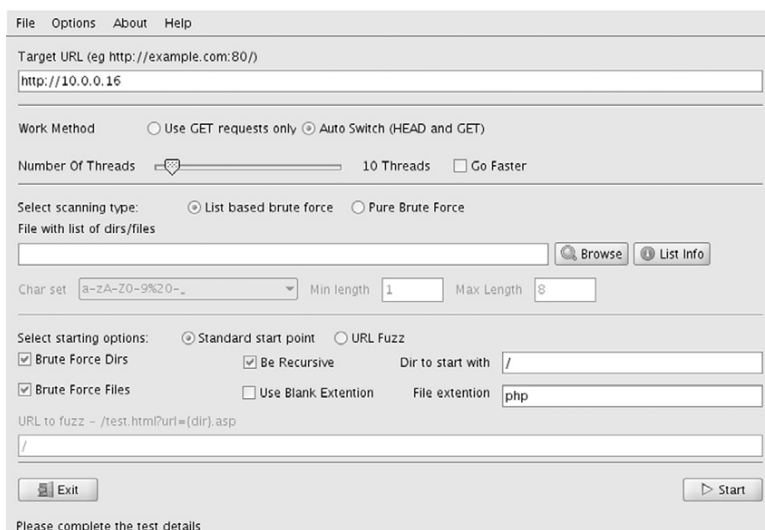 File Options About Help
Target URL (eg http://example.com:80/)
http://10.0.0.16
Work Method Use GET requests only Auto Switch (HEAD and GET)
Number Of Threads 10 Threads Go Faster
Select scanning type: List based brute force Pure Brute Force
File with list of dirs/files
Browse List Info
Char set a-zA-Z0-9%20-_ Min length 1 Max Length 8
Select starting options: Standard start point URL Fuzz
Brute Force Dirs Be Recursive Dir to start with /
Brute Force Files Use Blank Extention File extention php
URL to fuzz - /test.html?url={dir}.asp
/
Exit Start
Please complete the test details